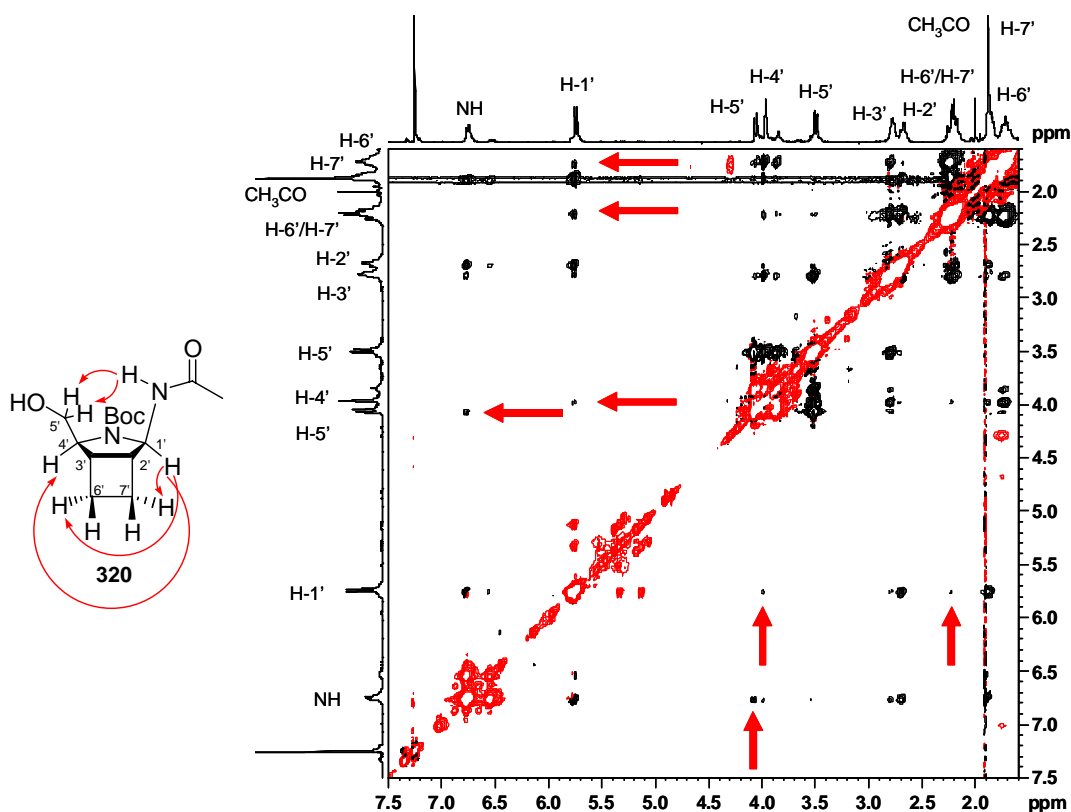 CH₃CO
H-7'
H-1'
H-4'
H-6'/H-7'
H-6'
NH
H-5'
H-5'
H-3'
H-2'
ppm
H-6'
H-7'
CH₃CO
H-6'/H-7'
H-2'
H-3'
H-5'
H-4'
H-5'
H-1'
NH
2.0
2.5
3.0
3.5
4.0
4.5
5.0
5.5
6.0
6.5
7.0
7.5
7.5 7.0 6.5 6.0 5.5 5.0 4.5 4.0 3.5 3.0 2.5 2.0 ppm
O
H
N
H
HO
H
Boc
5'
N
4'
1'
3'
2'
H
H
6'
7'
H
H
H
H
320